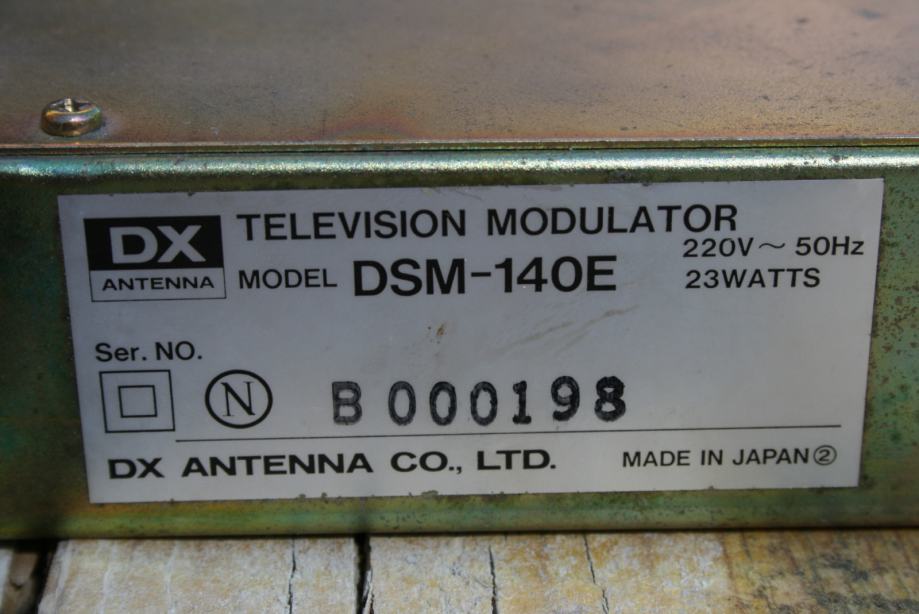 DX
ANTENNA
TELEVISION MODULATOR
MODEL DSM-140E
220V～ 50Hz
23WATTS
Ser. NO.
N B 000198
DX ANTENNA CO., LTD. MADE IN JAPAN②